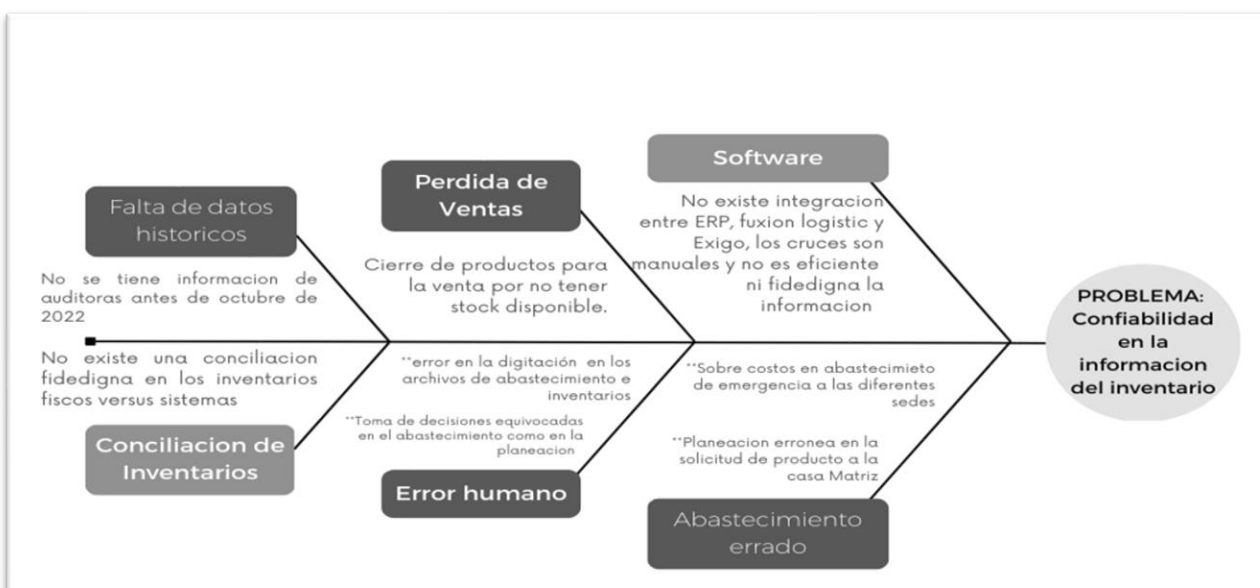 Software
Perdida de
Ventas
Falta de datos
historicos
No existe integracion
entre ERP, fuxion logistic y
Exigo, los cruces son
manuales y no es eficiente
ni fidedigna la
informacion
Cierre de productos para
la venta por no tener
stock disponible.
No se tiene informacion de
auditoras antes de octubre de
2022
PROBLEMA:
Confiabilidad
en la
informacion
del inventario
No existe una conciliacion
fidedigna en los inventarios
fiscos versus sistemas
**error en la digitación en los
archivos de abastecimiento e
inventarios
**Toma de decisiones equivocadas
en el abastecimiento como en la
planeacion
**Sobre costos en abastecimieto
de emergencia a las diferentes
sedes
**Planeacion erronea en la
solicitud de producto a la
casa Matriz
Conciliacion de
Inventarios
Error humano
Abastecimiento
errado